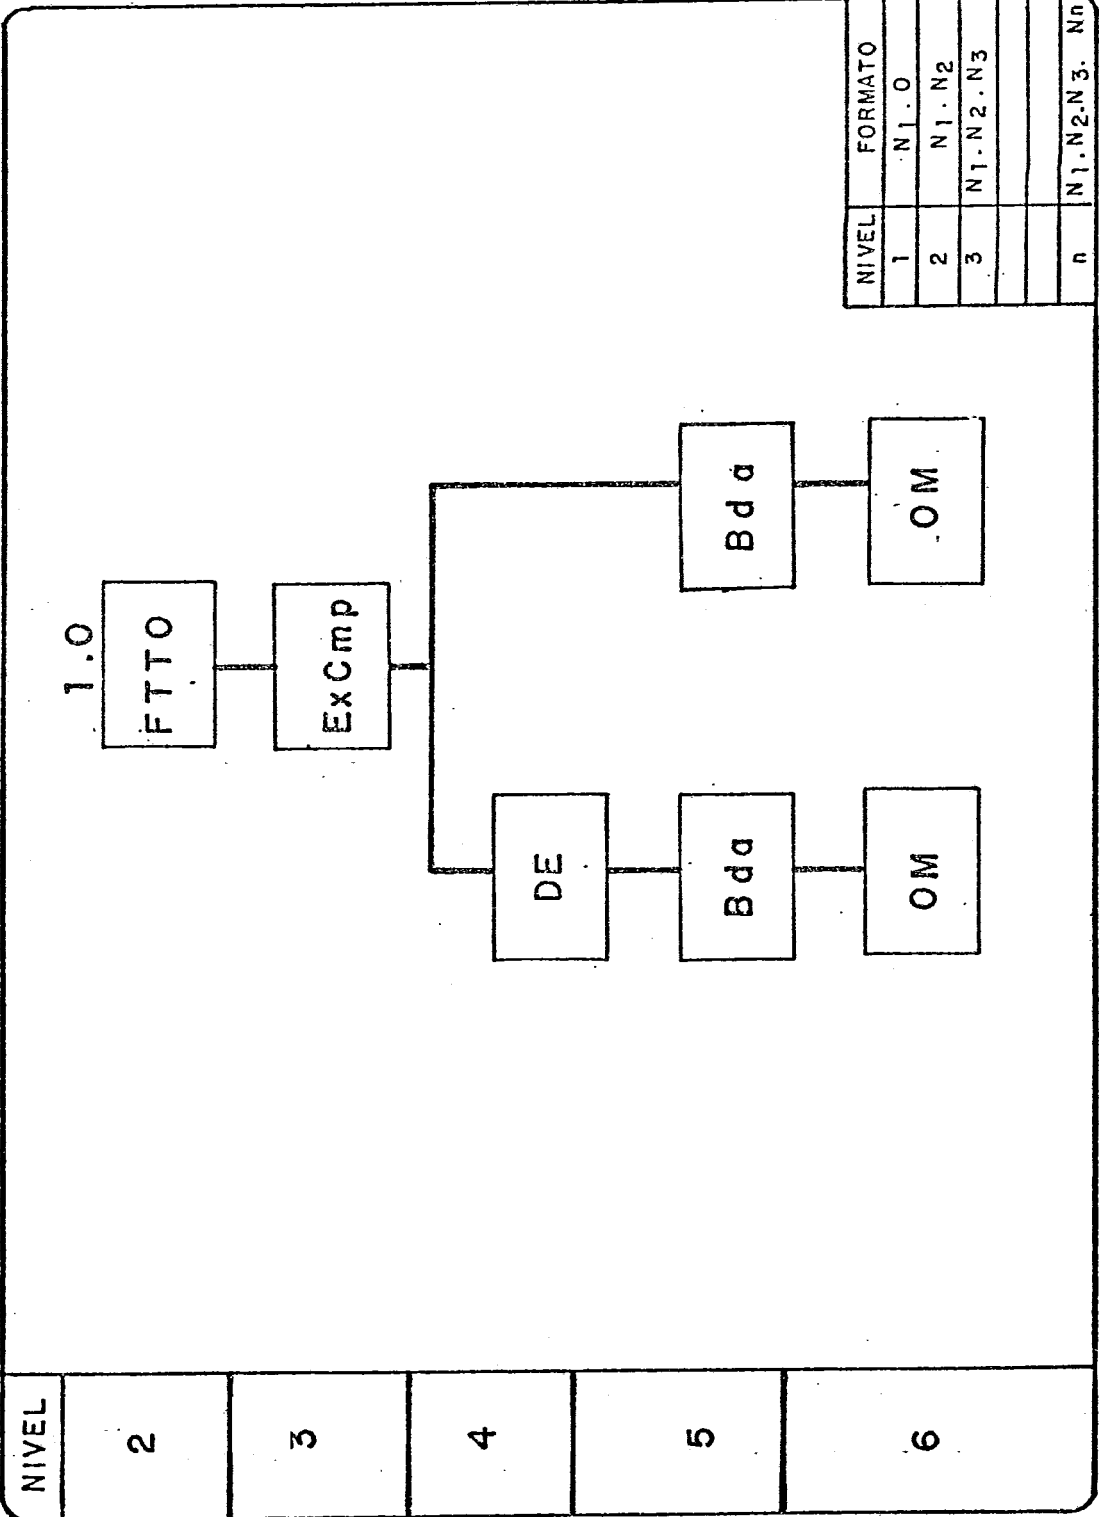 NIVEL
2
1.0
FTTO
3
ExCmp
4
DE
5
Bda
Bda
6
OM
OM
NIVEL FORMATO
1 N1.0
2 N1.N2
3 N1.N2.N3
n N1.N2.N3. Nn